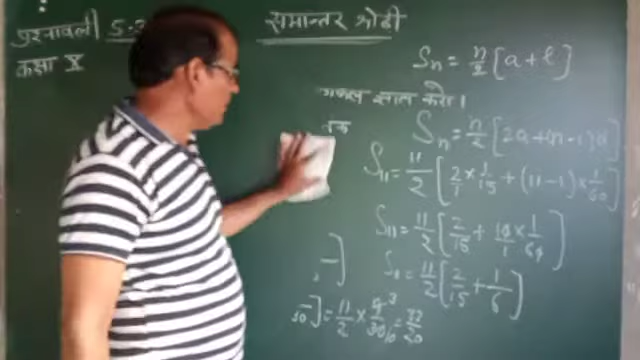 प्रश्नावली 5.3
कक्षा X
समान्तर श्रेढी
Sn = n/2 [a + l]
ज्ञात करो।
तक
Sn = n/2 [2a + (n - 1)d
S11 = 11/2 [2/1 × 1/15 + (11 - 1) × 1/60]
S11 = 11/2 [2/15 + 10/1 × 1/60]
S11 = 11/2 [2/15 + 1/6]
] = 11/2 × 9/30 = 33/20